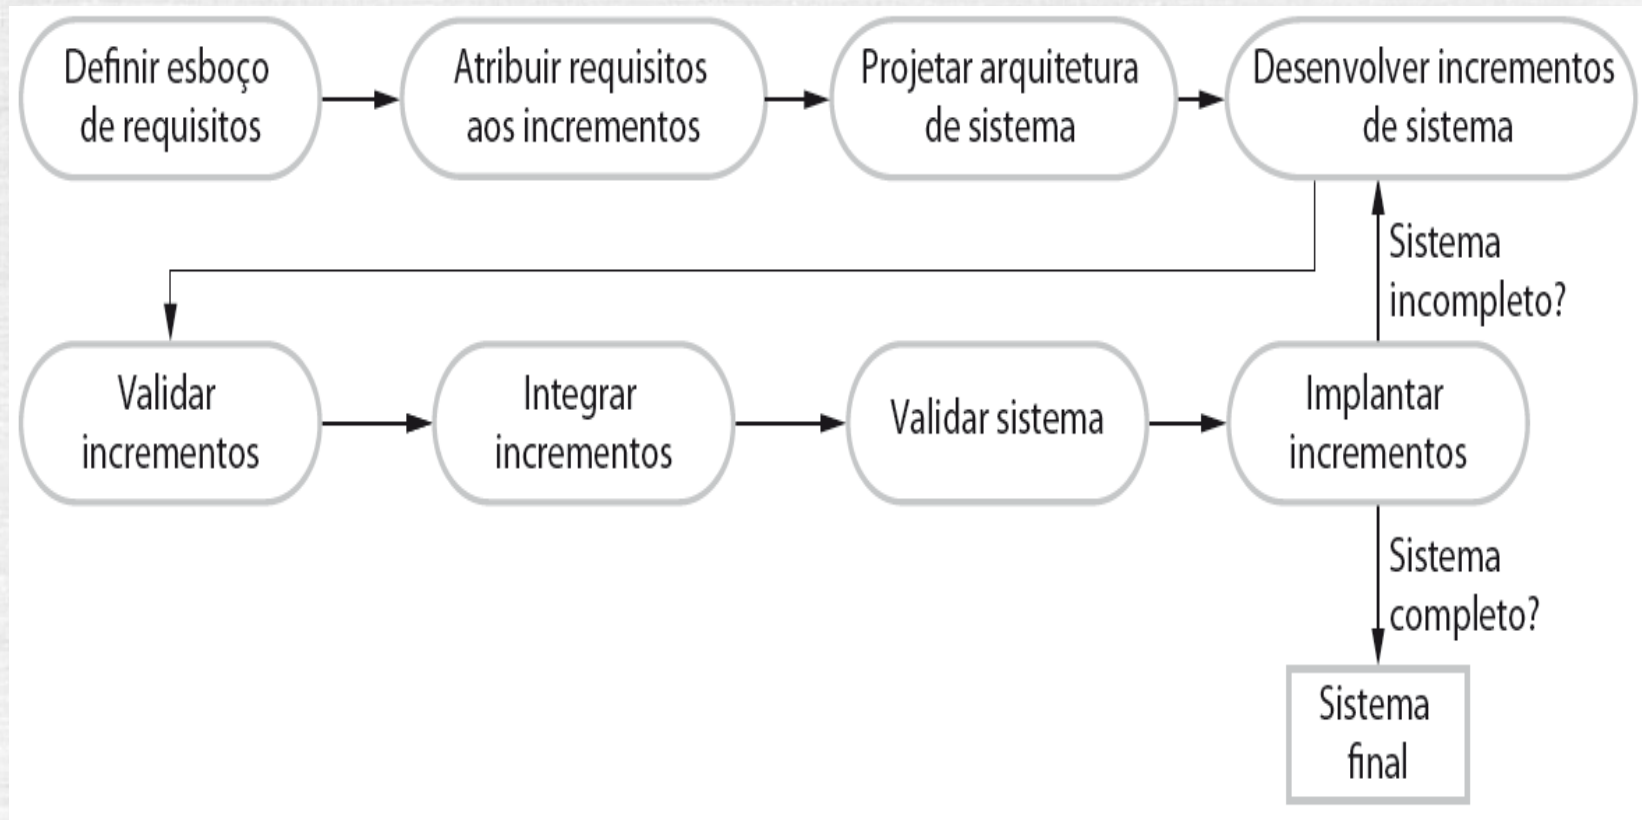 Definir esboço
de requisitos
Atribuir requisitos
aos incrementos
Projetar arquitetura
de sistema
Desenvolver incrementos
de sistema
Sistema
incompleto?
Validar
incrementos
Integrar
incrementos
Validar sistema
Implantar
incrementos
Sistema
completo?
Sistema
final